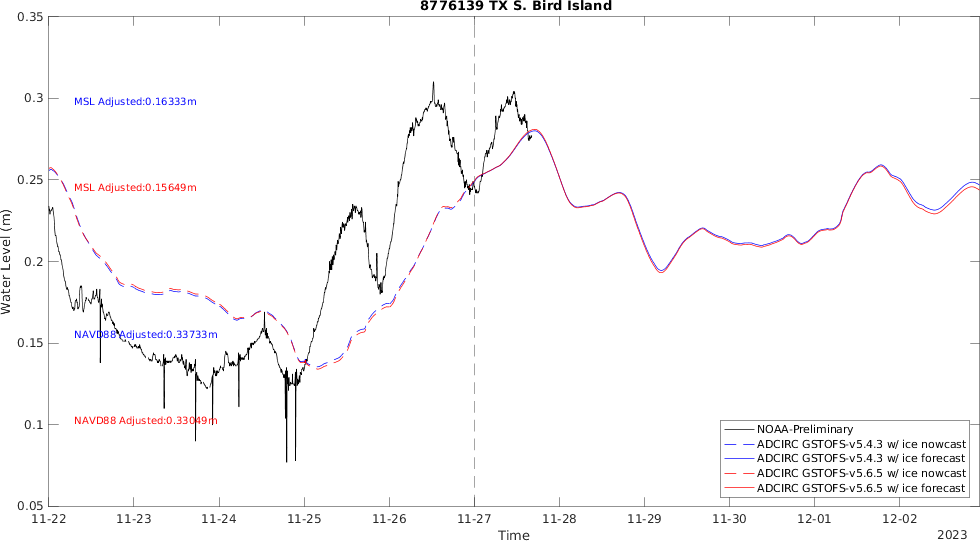 8776139 TX S. Bird Island
0.35
0.3
0.25
0.2
0.15
0.1
0.05
Water Level (m)
MSL Adjusted:0.16333m
MSL Adjusted:0.15649m
NAVD88 Adjusted:0.33733m
NAVD88 Adjusted:0.33049m
NOAA-Preliminary
ADCIRC GSTOFS-v5.4.3 w/ ice nowcast
ADCIRC GSTOFS-v5.4.3 w/ ice forecast
ADCIRC GSTOFS-v5.6.5 w/ ice nowcast
ADCIRC GSTOFS-v5.6.5 w/ ice forecast
11-22 11-23 11-24 11-25 11-26 11-27 11-28 11-29 11-30 12-01 12-02
Time
2023